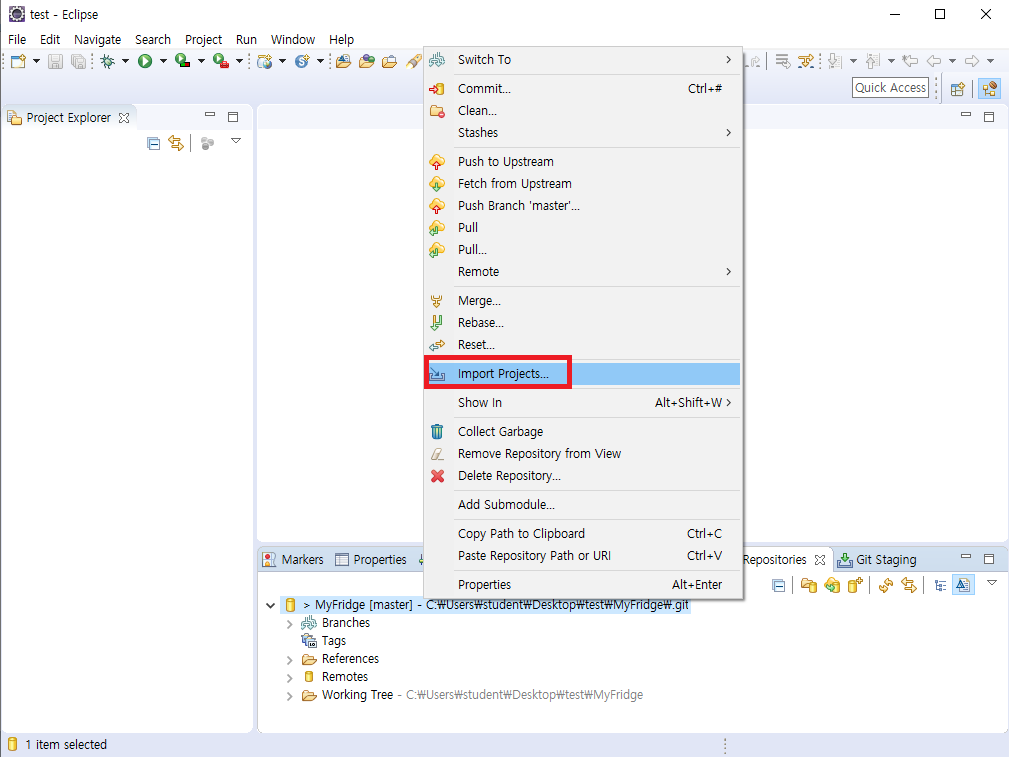 test - Eclipse
File Edit Navigate Search Project Run Window Help
Quick Access
Project Explorer
Switch To
Commit... Ctrl+#
Clean...
Stashes
Push to Upstream
Fetch from Upstream
Push Branch 'master'...
Pull
Pull...
Remote
Merge...
Rebase...
Reset...
Import Projects...
Show In Alt+Shift+W
Collect Garbage
Remove Repository from View
Delete Repository...
Add Submodule...
Copy Path to Clipboard Ctrl+C
Paste Repository Path or URI Ctrl+V
Properties Alt+Enter
Markers Properties Repositories Git Staging
> MyFridge [master] - C:₩Users₩student₩Desktop₩test₩MyFridge₩.git
Branches
Tags
References
Remotes
Working Tree - C:₩Users₩student₩Desktop₩test₩MyFridge
1 item selected